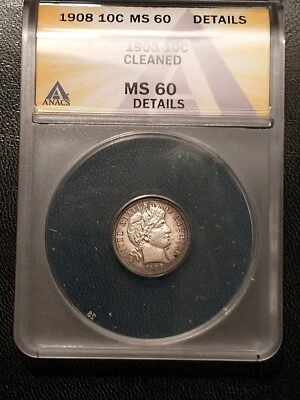 1908 10C MS 60 DETAILS
1908 10C
CLEANED
ANACS
MS 60
DETAILS